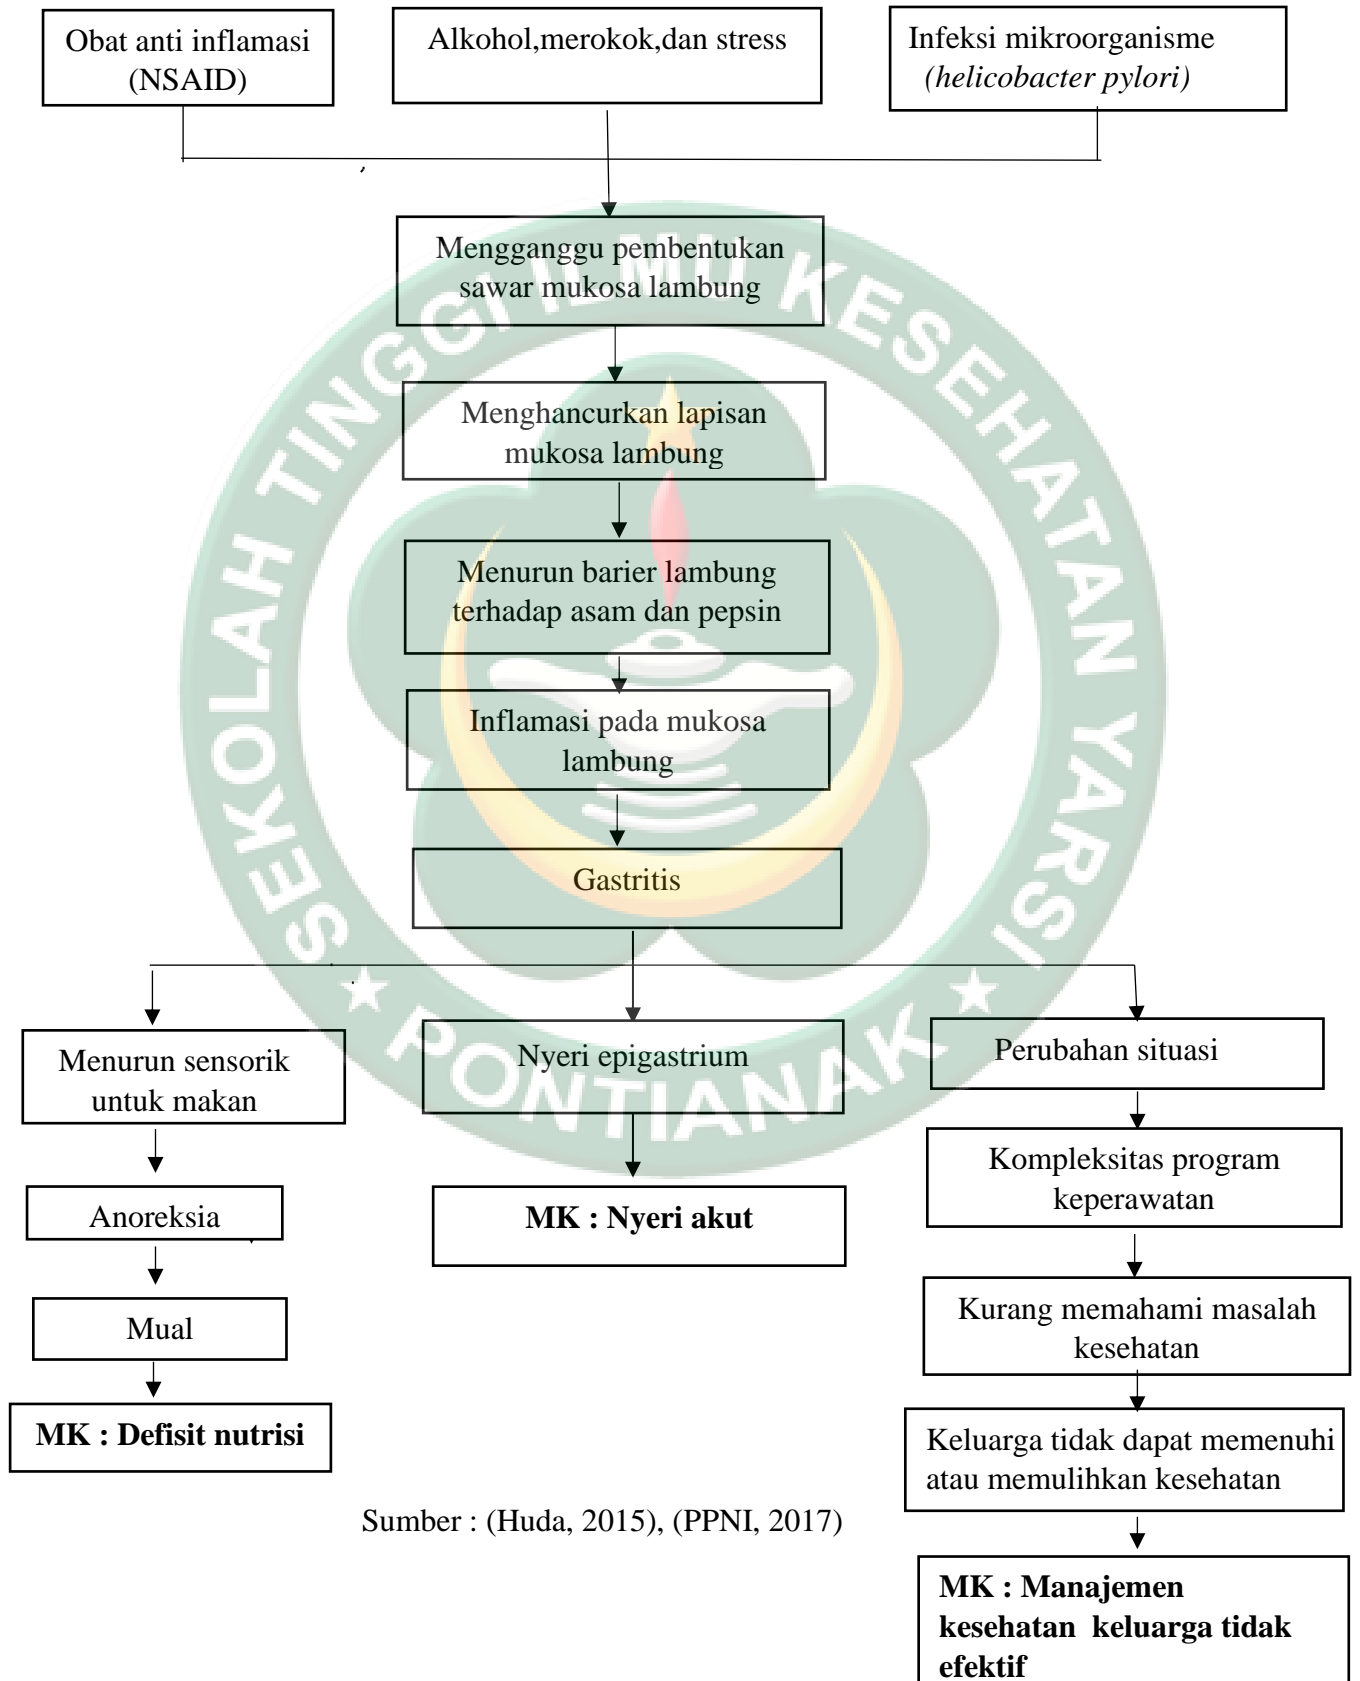 Obat anti inflamasi
(NSAID)
Alkohol,merokok,dan stress
Infeksi mikroorganisme
(helicobacter pylori)
Mengganggu pembentukan
sawar mukosa lambung
Menghancurkan lapisan
mukosa lambung
Menurun barier lambung
terhadap asam dan pepsin
Inflamasi pada mukosa
lambung
Gastritis
Menurun sensorik
untuk makan
Anoreksia
Mual
MK : Defisit nutrisi
Nyeri epigastrium
MK : Nyeri akut
Perubahan situasi
Kompleksitas program
keperawatan
Kurang memahami masalah
kesehatan
Keluarga tidak dapat memenuhi
atau memulihkan kesehatan
MK : Manajemen
kesehatan  keluarga tidak
efektif
Sumber : (Huda, 2015), (PPNI, 2017)
SEKOLAH TINGGI ILMU KESEHATAN YARSI
PONTIANAK